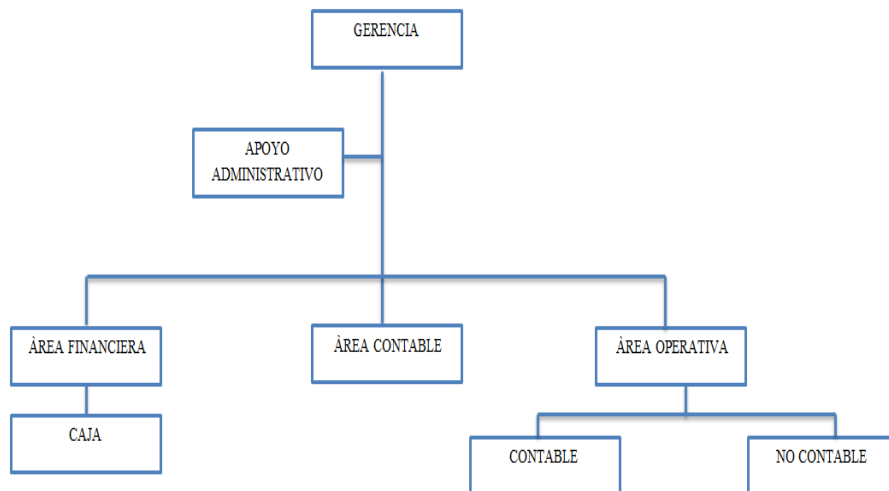 GERENCIA
APOYO
ADMINISTRATIVO
ÀREA FINANCIERA
ÀREA CONTABLE
ÀREA OPERATIVA
CAJA
CONTABLE
NO CONTABLE